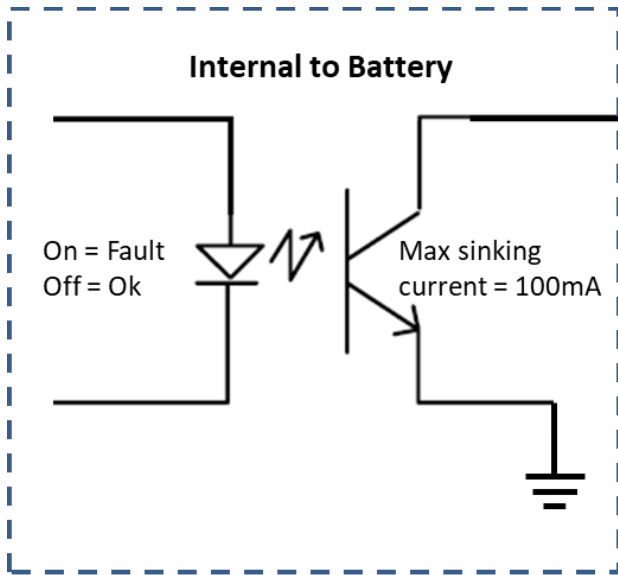 Internal to Battery
On = Fault
Off = Ok
Max sinking
current = 100mA